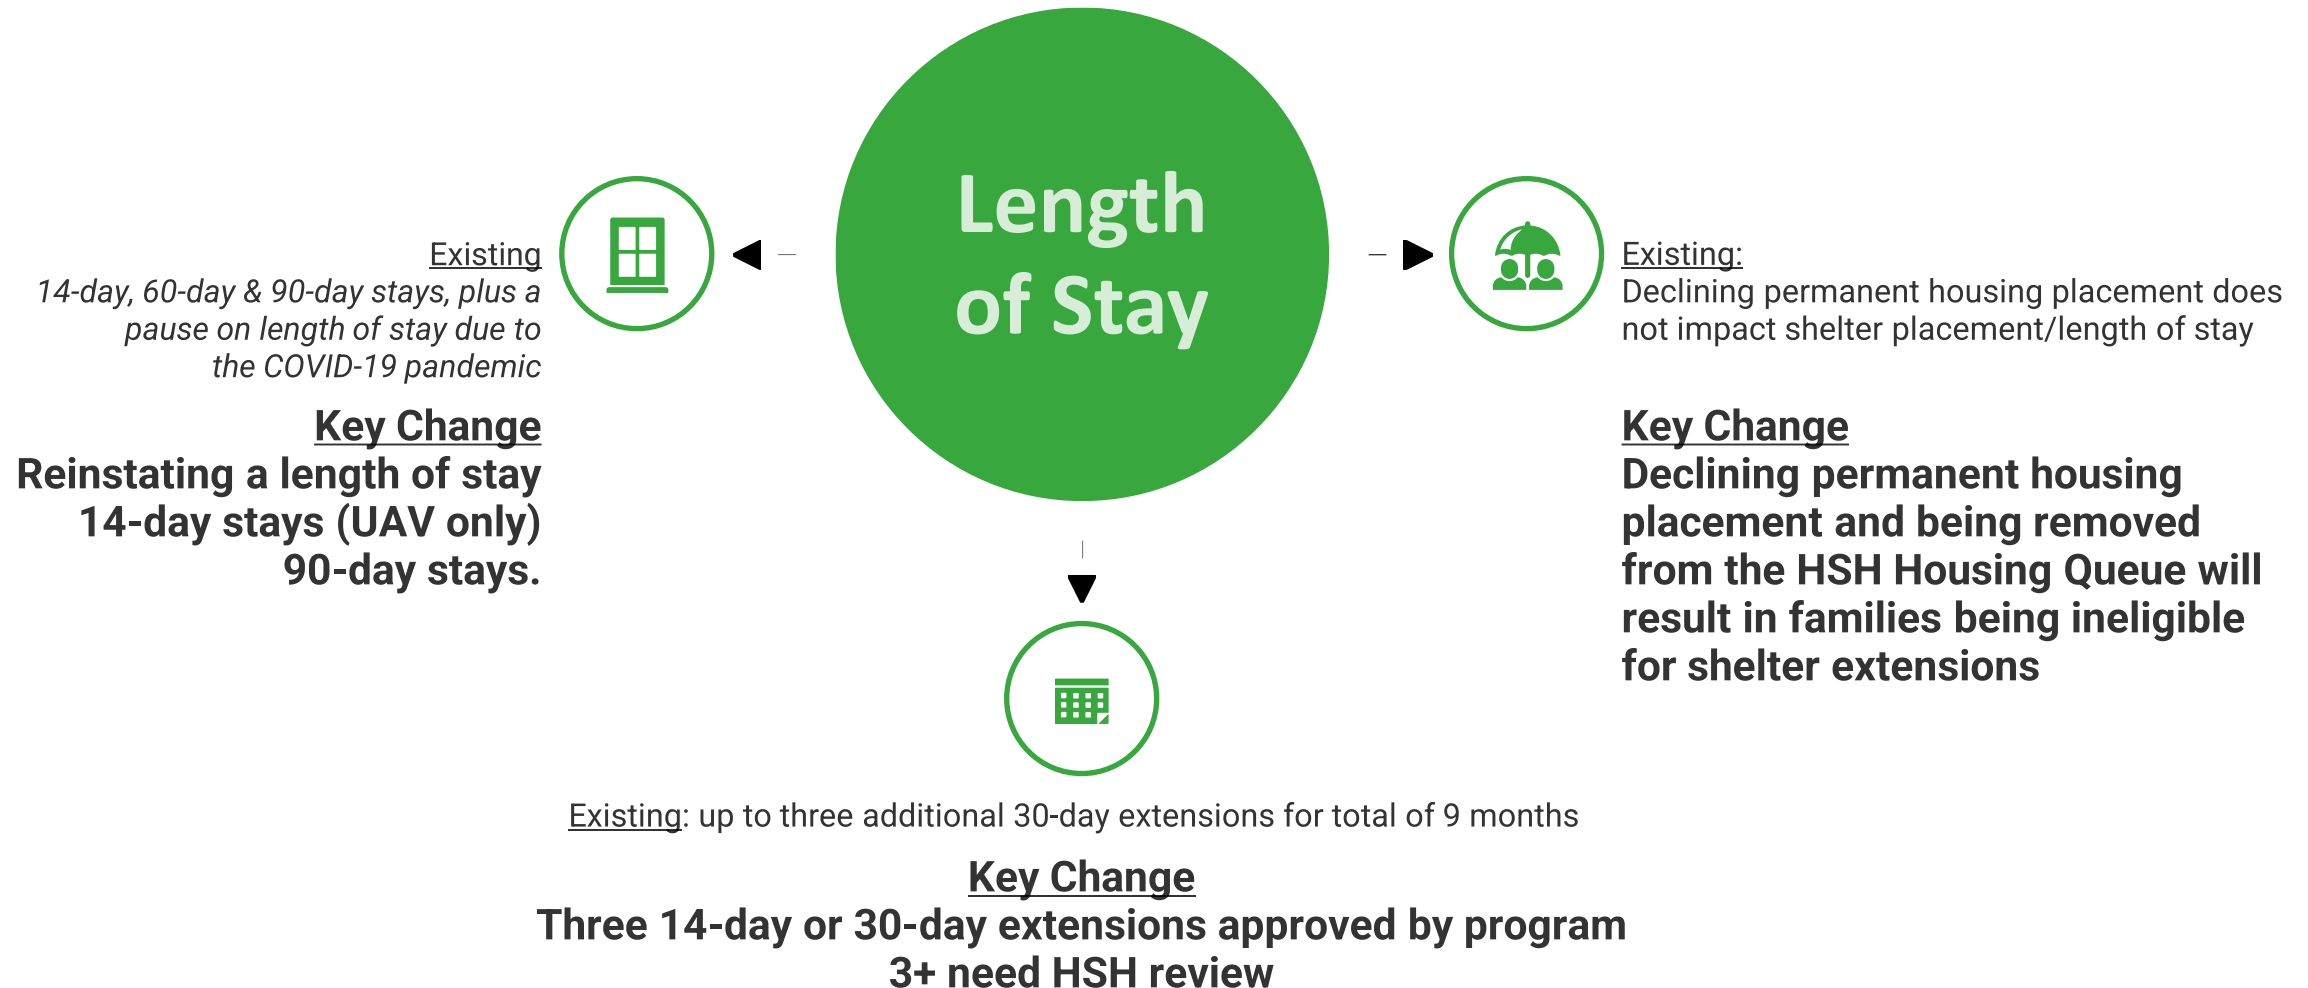 Length
of Stay
Existing
14-day, 60-day & 90-day stays, plus a
pause on length of stay due to
the COVID-19 pandemic
Key Change
Reinstating a length of stay
14-day stays (UAV only)
90-day stays.
Existing:
Declining permanent housing placement does
not impact shelter placement/length of stay
Key Change
Declining permanent housing
placement and being removed
from the HSH Housing Queue will
result in families being ineligible
for shelter extensions
Existing: up to three additional 30-day extensions for total of 9 months
Key Change
Three 14-day or 30-day extensions approved by program
3+ need HSH review